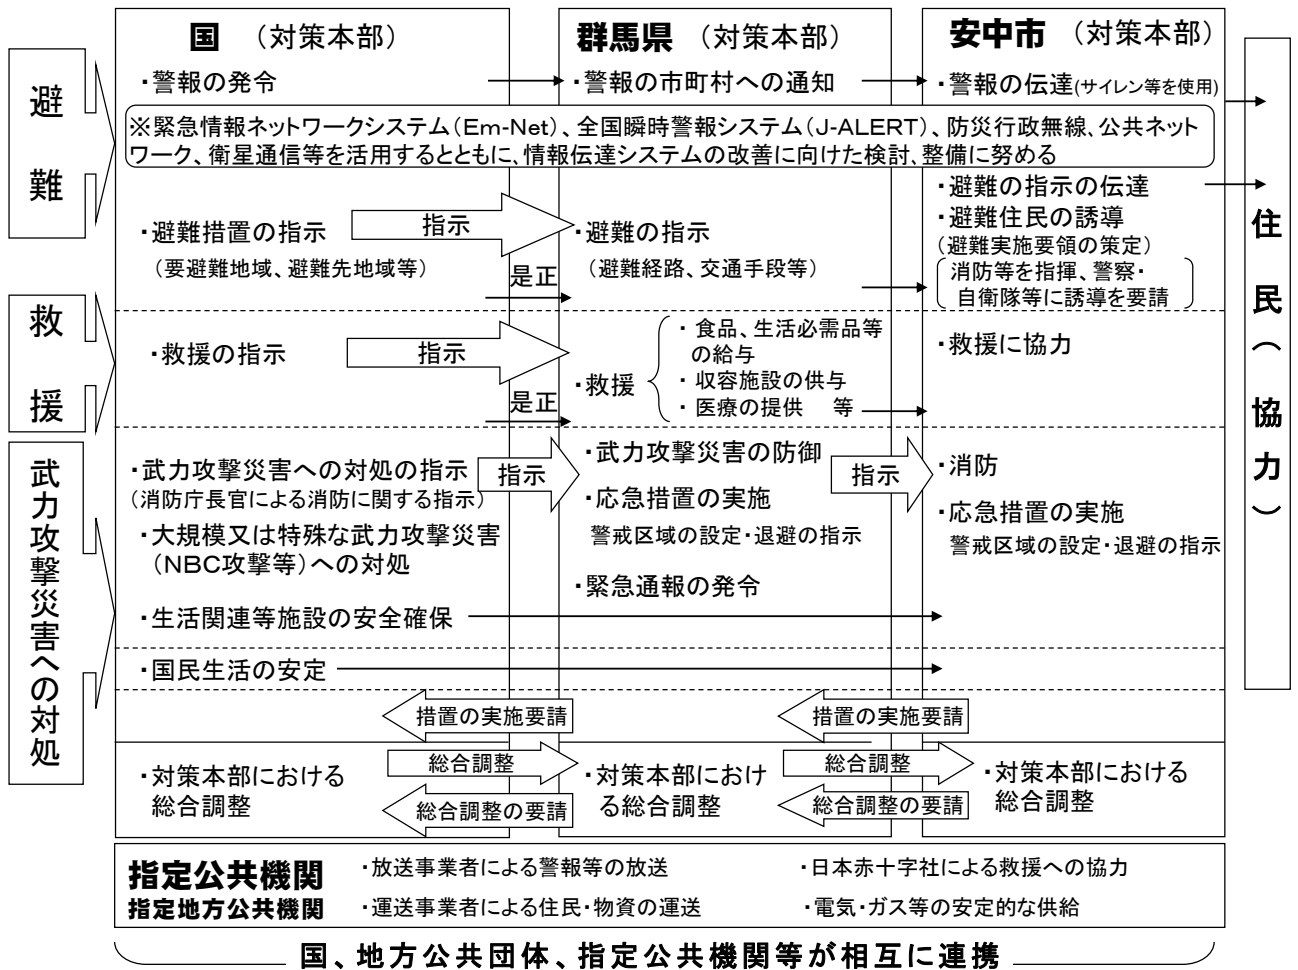 国 (対策本部)
群馬県 (対策本部)
安中市 (対策本部)
避難
・警報の発令
・警報の市町村への通知
・警報の伝達(サイレン等を使用)
※緊急情報ネットワークシステム(Em-Net)、全国瞬時警報システム(J-ALERT)、防災行政無線、公共ネット
ワーク、衛星通信等を活用するとともに、情報伝達システムの改善に向けた検討、整備に努める
・避難措置の指示
(要避難地域、避難先地域等)
指示
是正
・避難の指示
(避難経路、交通手段等)
・避難の指示の伝達
・避難住民の誘導
(避難実施要領の策定)
消防等を指揮、警察・
自衛隊等に誘導を要請
救援
・救援の指示
指示
是正
・救援
・食品、生活必需品等
の給与
・収容施設の供与
・医療の提供 等
・救援に協力
武力攻撃災害への対処
・武力攻撃災害への対処の指示
(消防庁長官による消防に関する指示)
・大規模又は特殊な武力攻撃災害
(NBC攻撃等)への対処
・生活関連等施設の安全確保
指示
・武力攻撃災害の防御
・応急措置の実施
警戒区域の設定・退避の指示
・緊急通報の発令
指示
・消防
・応急措置の実施
警戒区域の設定・退避の指示
・国民生活の安定
措置の実施要請
措置の実施要請
・対策本部における
総合調整
総合調整
総合調整の要請
・対策本部におけ
る総合調整
総合調整
総合調整の要請
・対策本部における
総合調整
住民(協力)
指定公共機関
指定地方公共機関
・放送事業者による警報等の放送
・日本赤十字社による救援への協力
・運送事業者による住民・物資の運送
・電気・ガス等の安定的な供給
国、地方公共団体、指定公共機関等が相互に連携